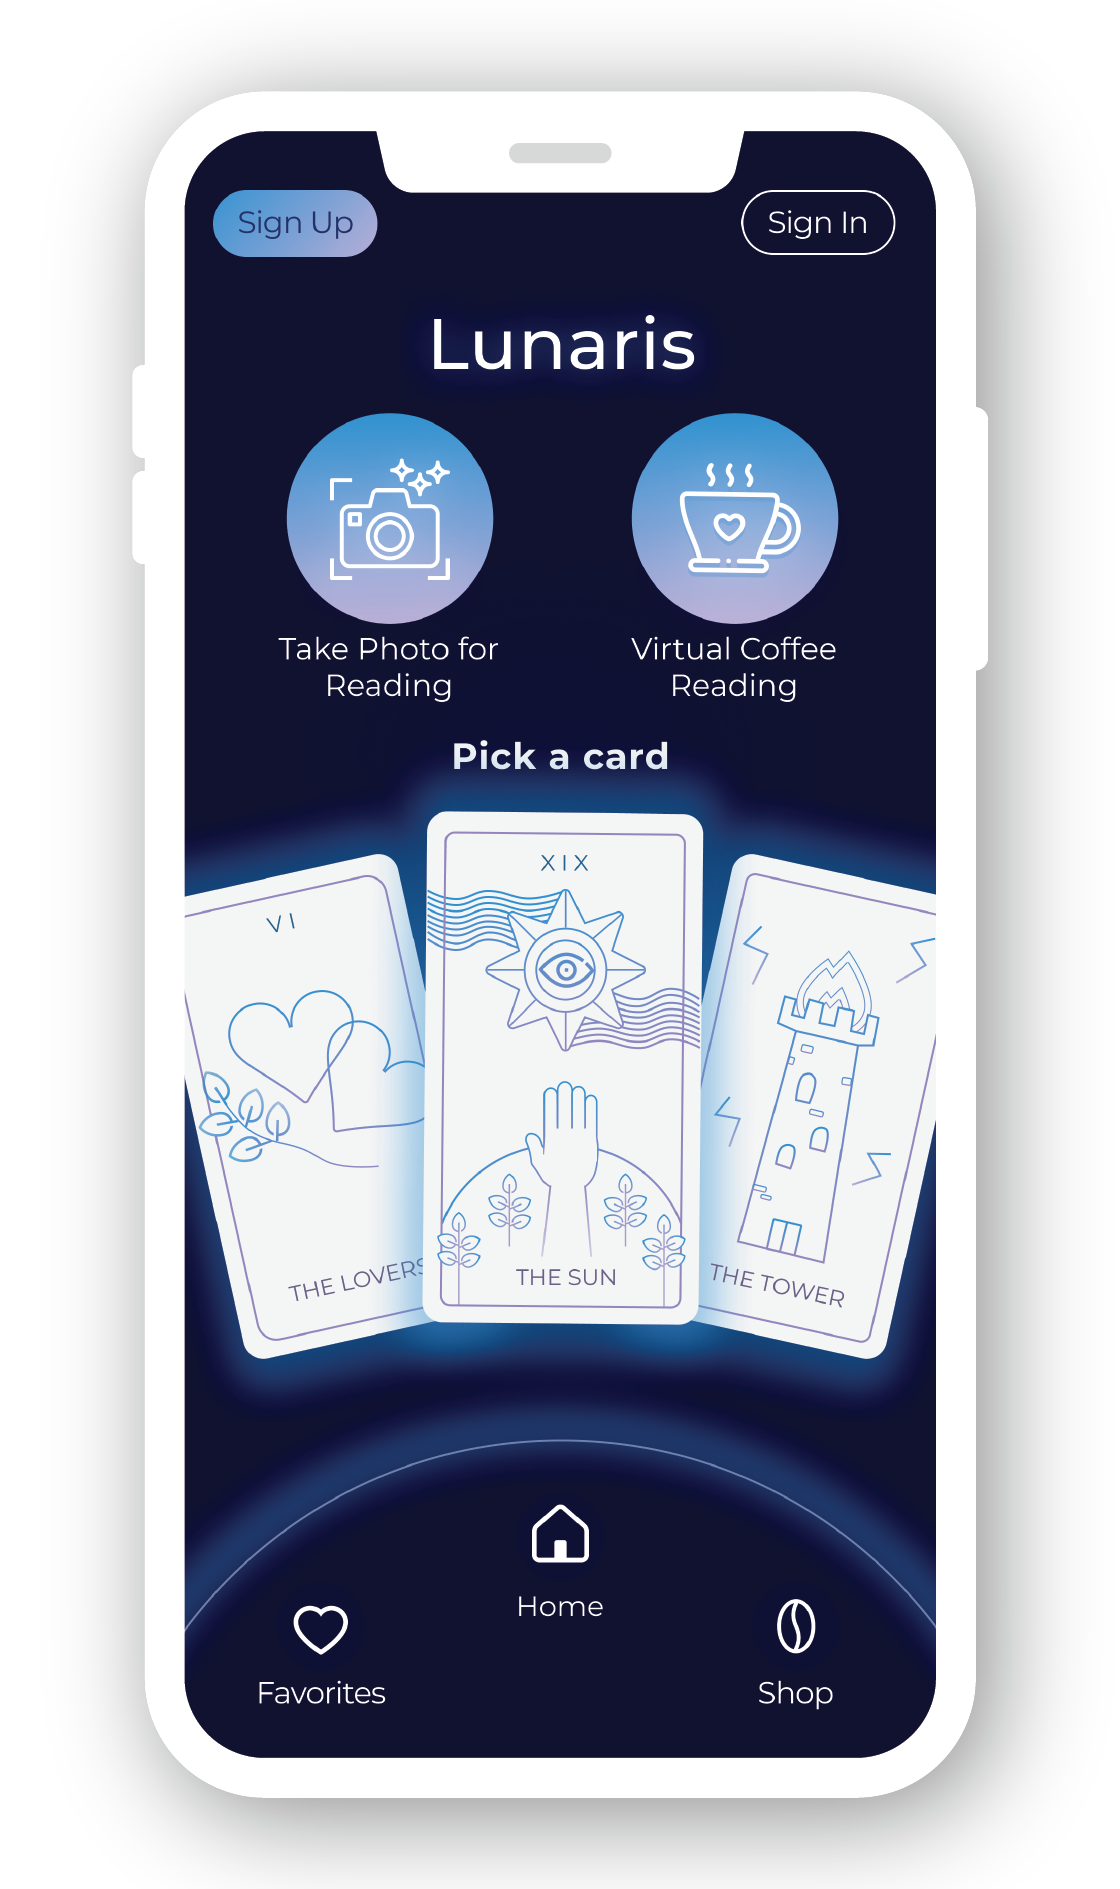 Sign Up
Sign In
Lunaris
Take Photo for
Reading
Virtual Coffee
Reading
Pick a card
VI
XIX
THE LOVERS
THE SUN
THE TOWER
Home
Favorites
Shop